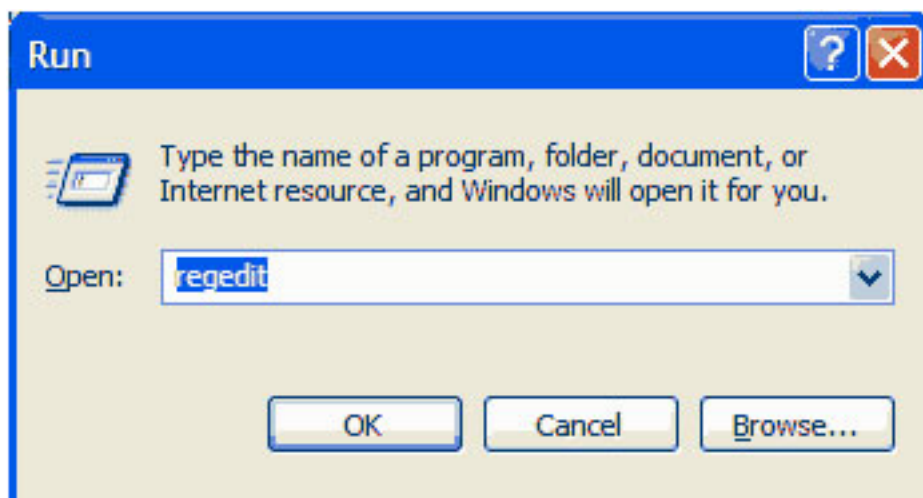 Run
Type the name of a program, folder, document, or
Internet resource, and Windows will open it for you.
Open: regedit
OK Cancel Browse...